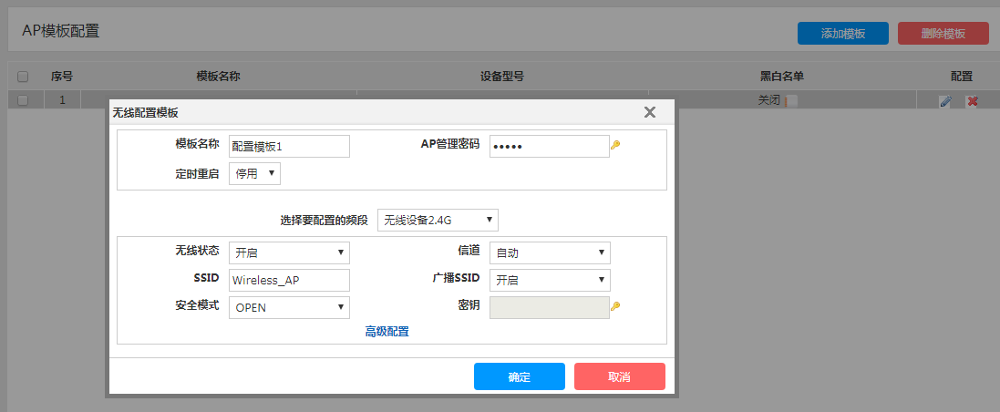 AP模板配置
添加模板 删除模板
序号 模板名称 设备型号 黑白名单 配置
1 关闭
无线配置模板
模板名称 配置模板1 AP管理密码 •••••
定时重启 停用
选择要配置的频段 无线设备2.4G
无线状态 开启 信道 自动
SSID Wireless_AP 广播SSID 开启
安全模式 OPEN 密钥
高级配置
确定 取消